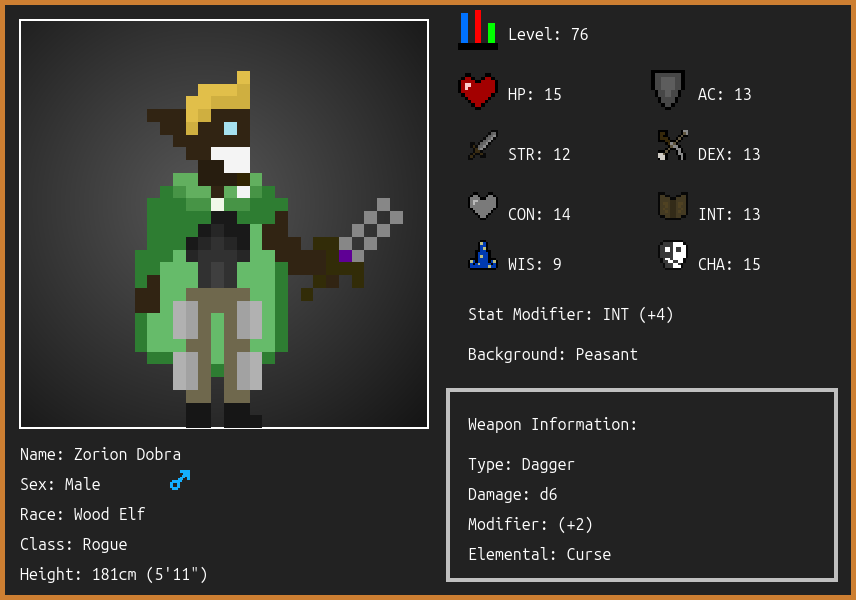 Level: 76
HP: 15
AC: 13
STR: 12
DEX: 13
CON: 14
INT: 13
WIS: 9
CHA: 15
Stat Modifier: INT (+4)
Background: Peasant
Weapon Information:
Type: Dagger
Damage: d6
Modifier: (+2)
Elemental: Curse
Name: Zorion Dobra
Sex: Male
Race: Wood Elf
Class: Rogue
Height: 181cm (5'11")